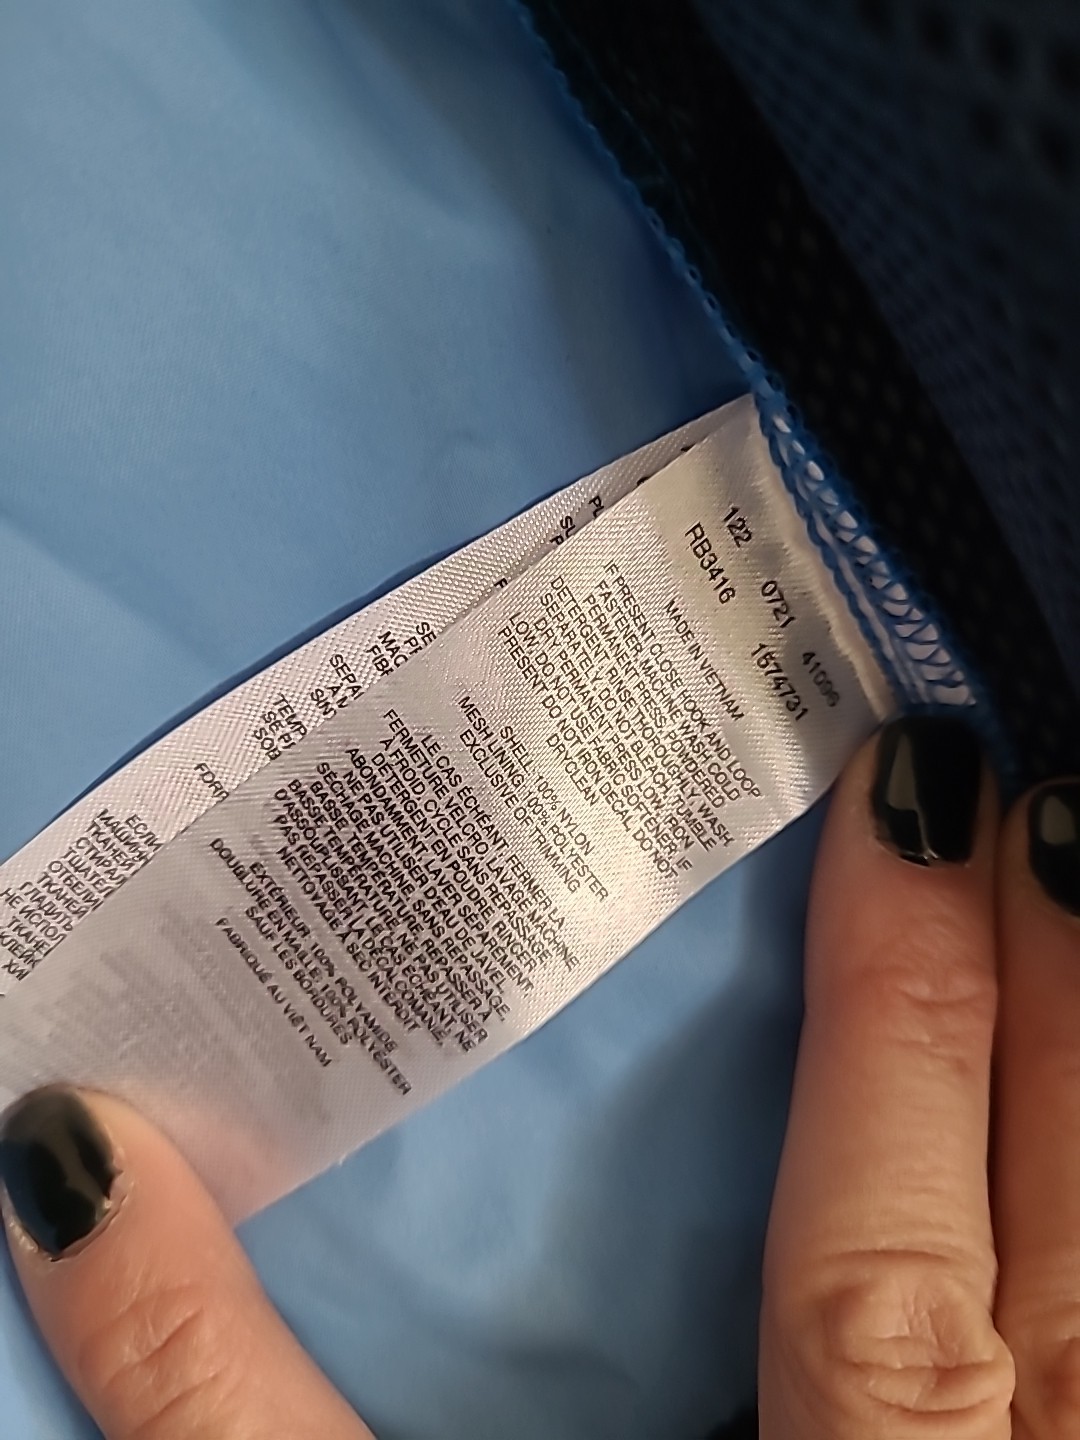 122 0721 41096
RB3416 1574731
MADE IN VIETNAM
IF PRESENT CLOSE HOOK AND LOOP
FASTENER. MACHINE WASH COLD
PERMANENT PRESS. POWDERED
DETERGENT. RINSE THOROUGHLY, WASH
SEPARATELY. DO NOT BLEACH. TUMBLE
DRY PERMANENT PRESS LOW. IRON
LOW. DO NOT USE FABRIC SOFTENER. IF
PRESENT DO NOT IRON DECAL. DO NOT
DRYCLEAN
SHELL: 100% NYLON
MESH LINING: 100% POLYESTER
EXCLUSIVE OF TRIMMING
LE CAS ÉCHÉANT FERMER LA
FERMETURE VELCRO. LAVAGE MACHINE
À FROID, CYCLE SANS REPASSAGE.
DÉTERGENT EN POUDRE. RINCER
ABONDAMMENT, LAVER SÉPARÉMENT.
NE PAS UTILISER D'EAU DE JAVEL.
SÉCHAGE MACHINE, SANS REPASSAGE,
BASSE TEMPÉRATURE. REPASSAGE À
BASSE TEMPÉRATURE. NE PAS UTILISER
D'ASSOUPLISSANT. LE CAS ÉCHÉANT, NE
PAS REPASSER LA DÉCALCOMANIE.
NETTOYAGE À SEC INTERDIT
EXTÉRIEUR: 100% POLYAMIDE
DOUBLURE EN MAILLE: 100% POLYESTER
SAUF LES BORDURES
FABRIQUÉ AU VIÊT NAM